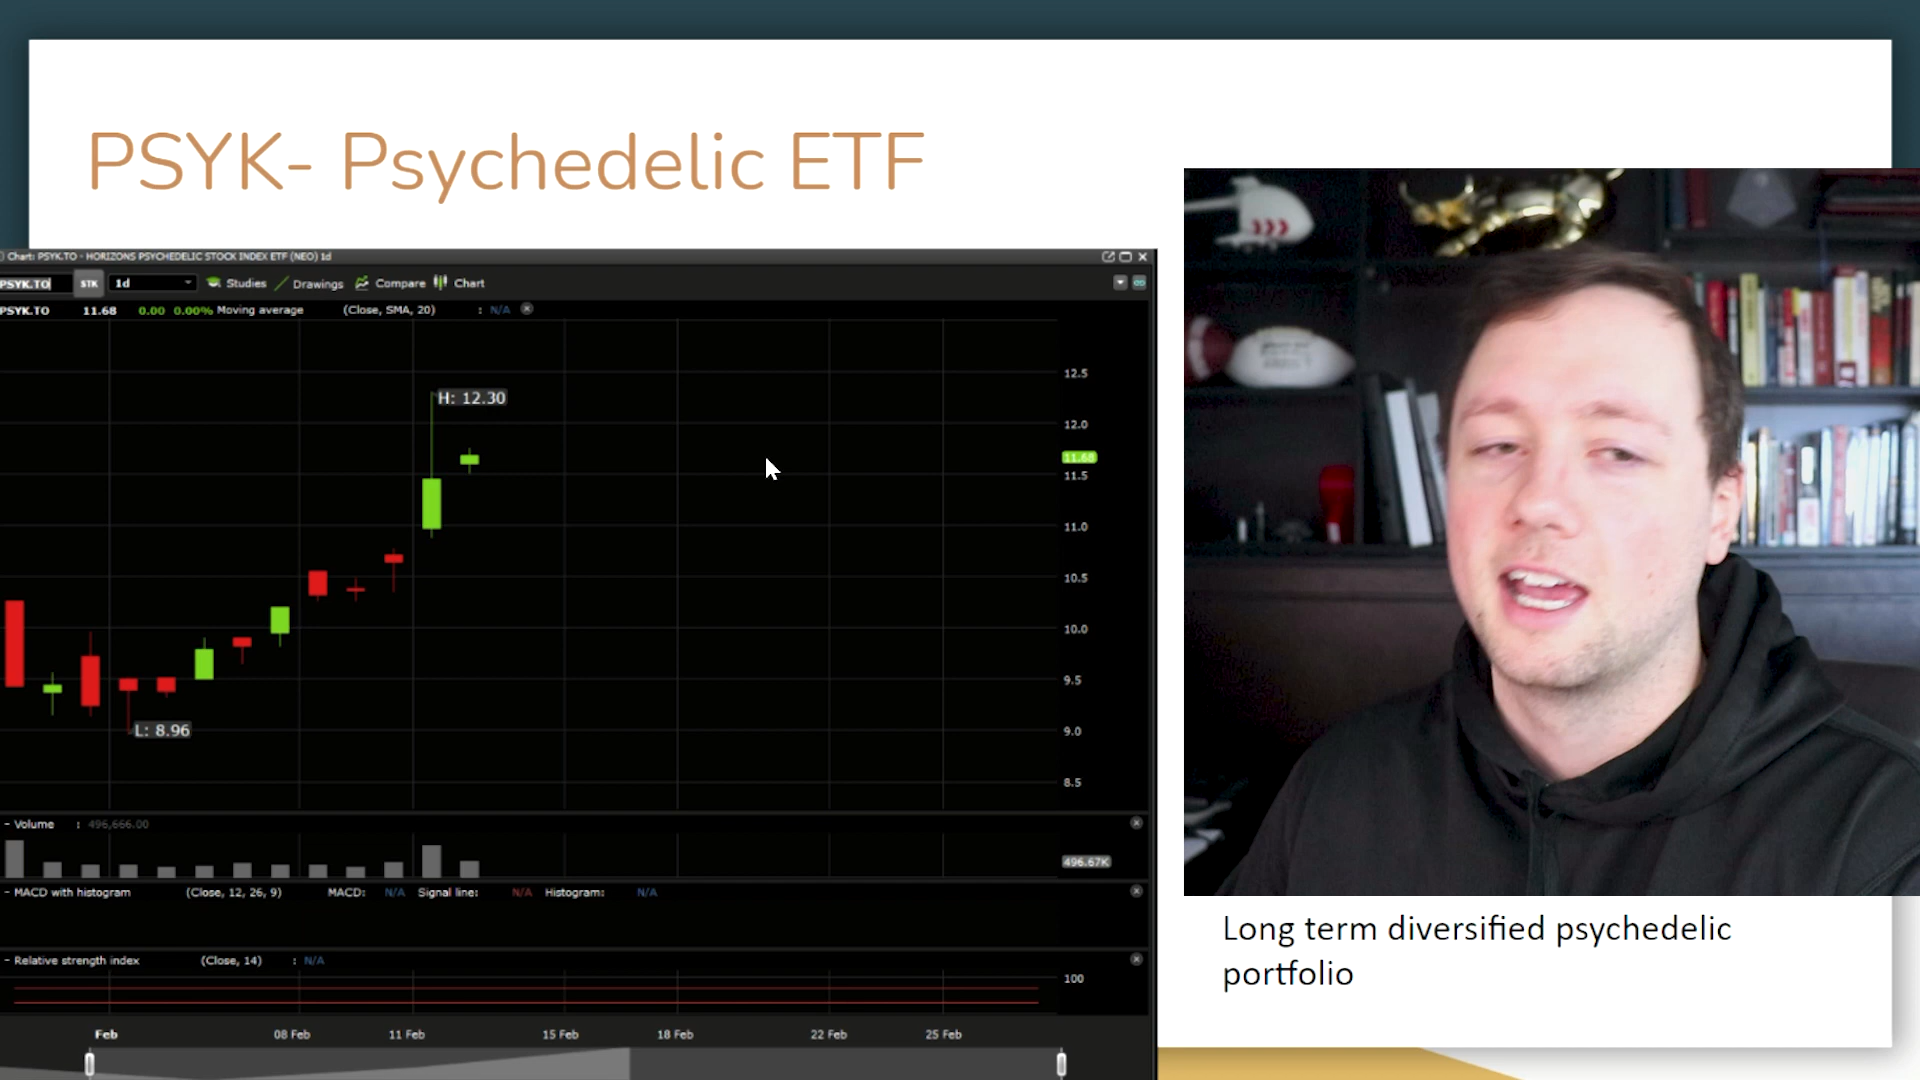 PSYK- Psychedelic ETF
Chart: PSYK.TO - HORIZONS PSYCHEDELIC STOCK INDEX ETF (NEO) 1d
PSYK.TO STK 1d Studies Drawings Compare Chart
PSYK.TO 11.68 0.00 0.00% Moving average (Close, SMA, 20) : N/A
H: 12.30
L: 8.96
12.5
12.0
11.68
11.5
11.0
10.5
10.0
9.5
9.0
8.5
- Volume : 496,666.00
496.67K
- MACD with histogram (Close, 12, 26, 9) MACD: N/A Signal line: N/A Histogram: N/A
- Relative strength index (Close, 14) : N/A
100
Feb 08 Feb 11 Feb 15 Feb 18 Feb 22 Feb 25 Feb
Long term diversified psychedelic
portfolio